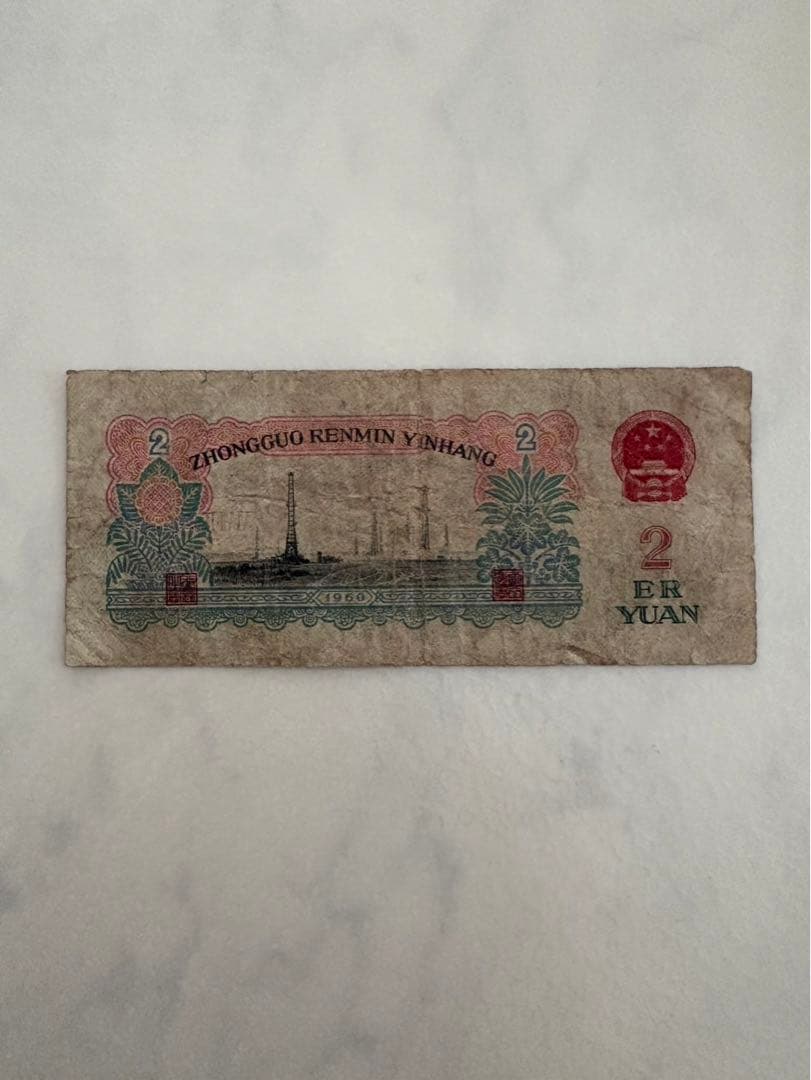 2
2
ZHONGGUO RENMIN YINHANG
1960
2
ER
YUAN